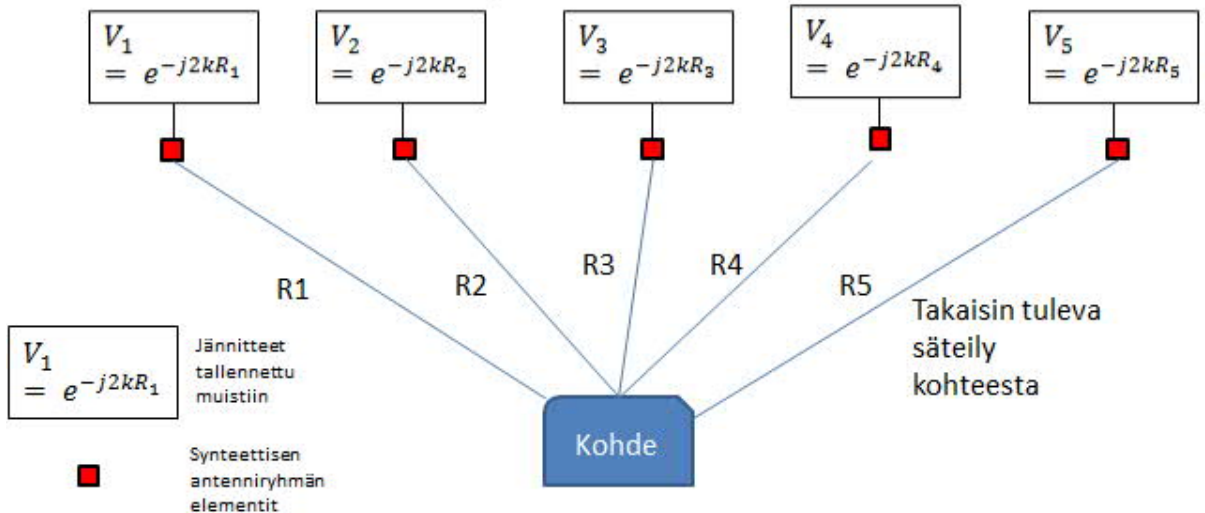 V₁
= e^{-j2kR₁}
V₂
= e^{-j2kR₂}
V₃
= e^{-j2kR₃}
V₄
= e^{-j2kR₄}
V₅
= e^{-j2kR₅}
R1
R2
R3
R4
R5
Takaisin tuleva
säteily
kohteesta
V₁
= e^{-j2kR₁}
Jännitteet
tallennettu
muistiin
Kohde
Synteettisen
antenniryhmän
elementit